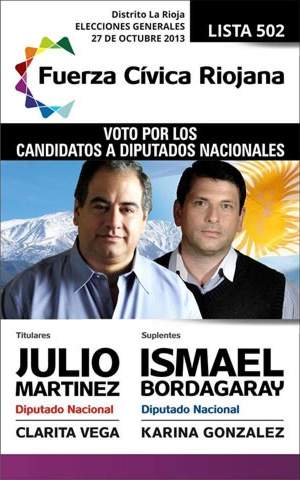 Distrito La Rioja
ELECCIONES GENERALES
27 DE OCTUBRE 2013
LISTA 502
Fuerza Cívica Riojana
VOTO POR LOS
CANDIDATOS A DIPUTADOS NACIONALES
Titulares
JULIO
MARTINEZ
Diputado Nacional
CLARITA VEGA
Suplentes
ISMAEL
BORDAGARAY
Diputado Nacional
KARINA GONZALEZ